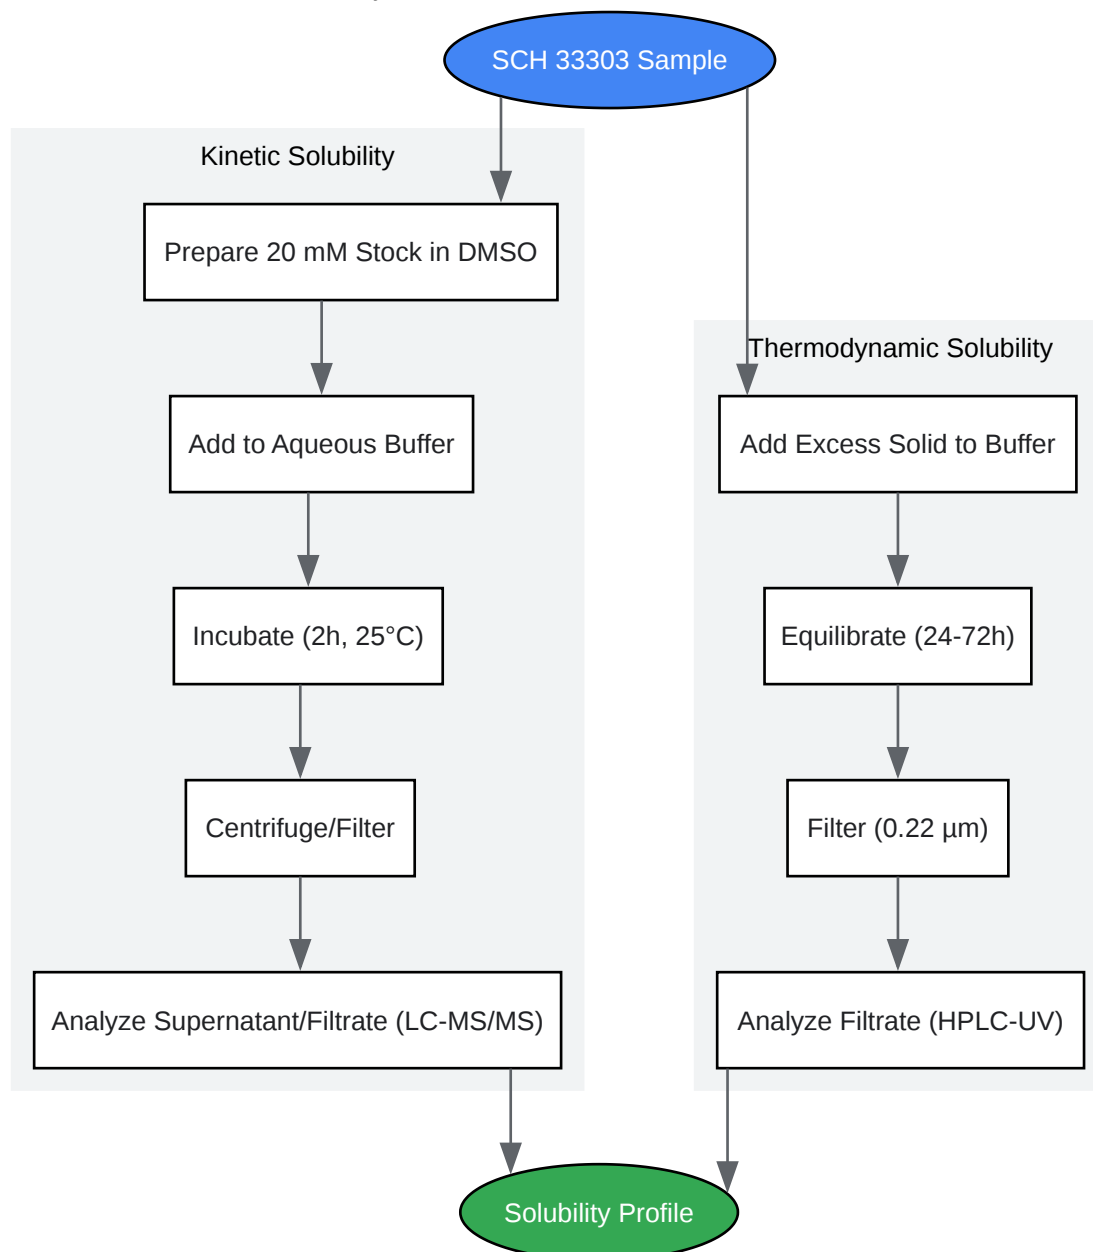 SCH 33303 Sample
Kinetic Solubility
Prepare 20 mM Stock in DMSO
Add to Aqueous Buffer
Incubate (2h, 25°C)
Centrifuge/Filter
Analyze Supernatant/Filtrate (LC-MS/MS)
Thermodynamic Solubility
Add Excess Solid to Buffer
Equilibrate (24-72h)
Filter (0.22 µm)
Analyze Filtrate (HPLC-UV)
Solubility Profile